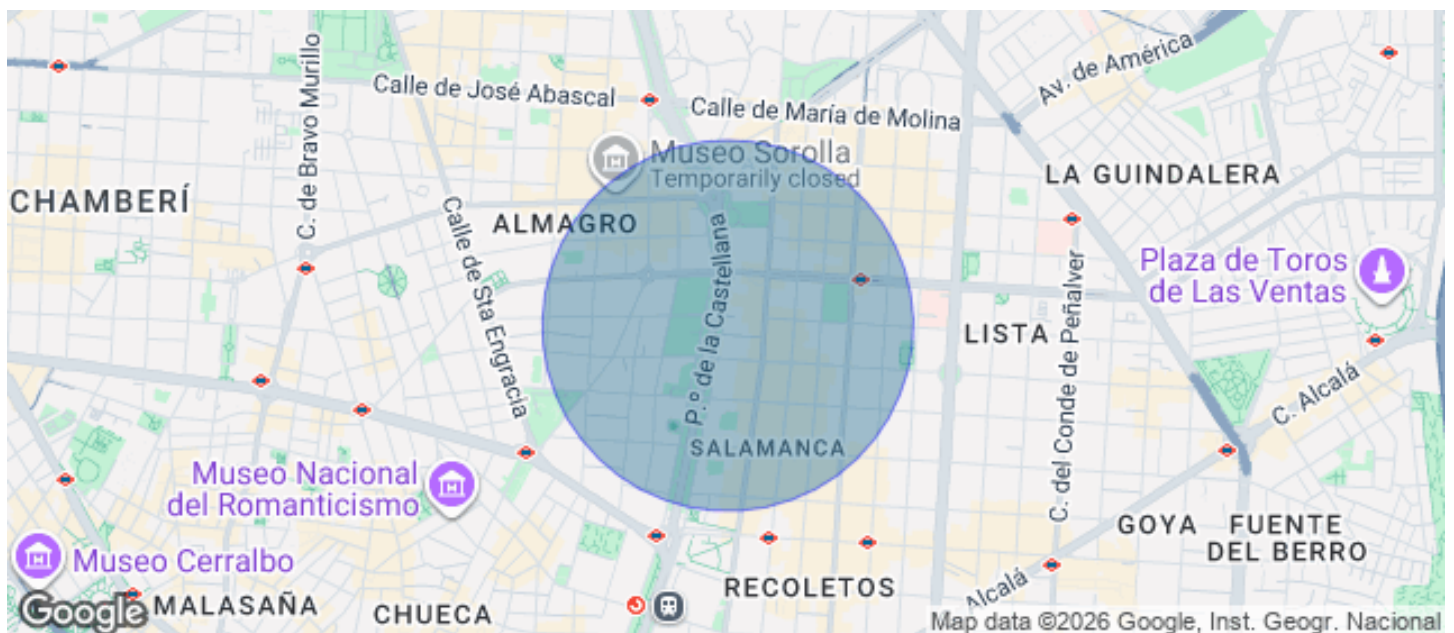 Av. de América
Calle de José Abascal
Calle de María de Molina
C. de Bravo Murillo
Museo Sorolla
Temporarily closed
LA GUINDALERA
CHAMBERÍ
ALMAGRO
Calle de Sta Engracia
P.º de la Castellana
Plaza de Toros
de Las Ventas
LISTA
C. del Conde de Peñalver
C. Alcalá
SALAMANCA
Museo Nacional
del Romanticismo
GOYA
FUENTE
DEL BERRO
Museo Cerralbo
RECOLETOS
Alcalá
Google
MALASAÑA
CHUECA
Map data ©2026 Google, Inst. Geogr. Nacional